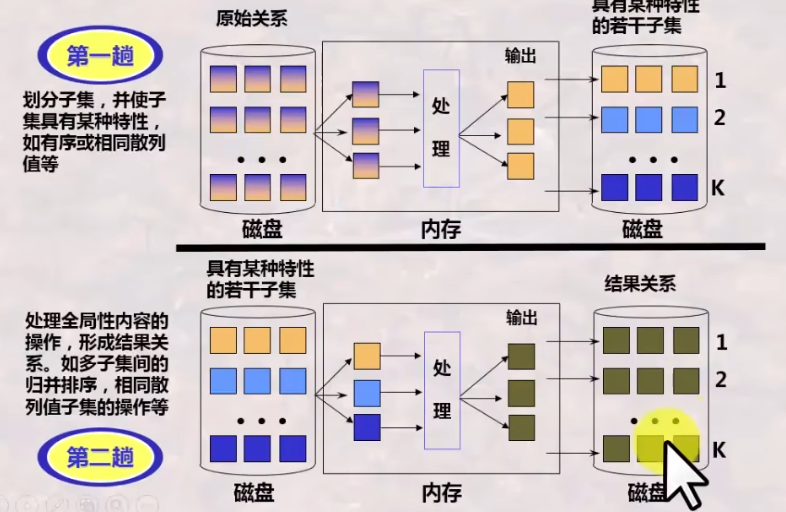 原始关系
具有某种特性
的若干子集
第一趟
划分子集，并使子
集具有某种特性，
如有序或相同散列
值等
处
理
输出
1
2
K
磁盘
内存
磁盘
具有某种特性
的若干子集
结果关系
处理全局性内容的
操作，形成结果关
系。如多子集间的
归并排序，相同散
列值子集的操作等
第二趟
处
理
输出
1
2
K
磁盘
内存
磁盘